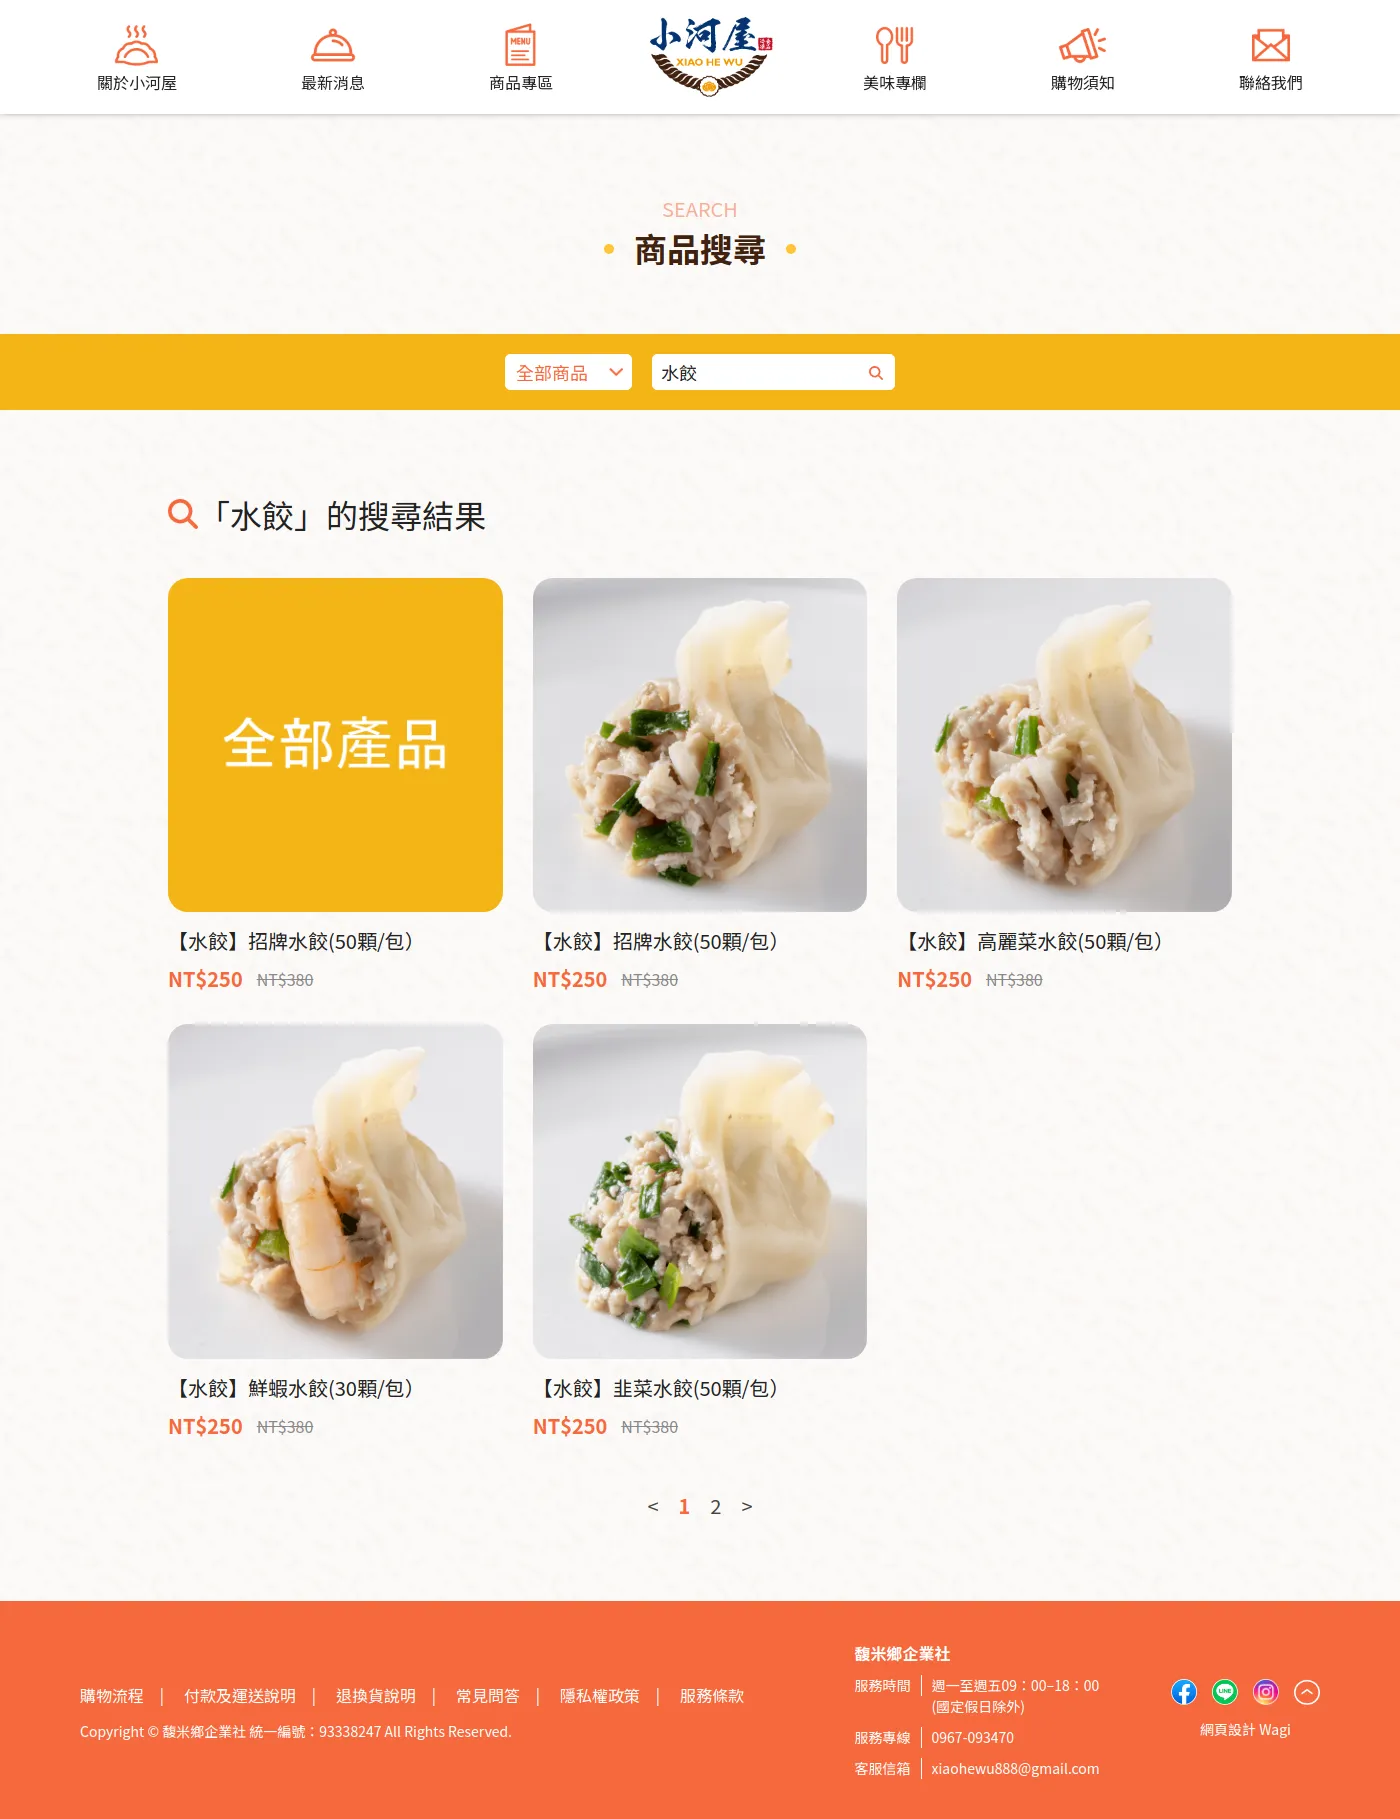 關於小河屋
最新消息
MENU
商品專區
小河屋
XIAO HE WU
美味專欄
購物須知
聯絡我們
SEARCH
商品搜尋
全部商品
水餃
「水餃」的搜尋結果
全部產品
【水餃】招牌水餃(50顆/包)
NT$250 NT$380
【水餃】招牌水餃(50顆/包)
NT$250 NT$380
【水餃】高麗菜水餃(50顆/包)
NT$250 NT$380
【水餃】鮮蝦水餃(30顆/包)
NT$250 NT$380
【水餃】韭菜水餃(50顆/包)
NT$250 NT$380
< 1 2 >
購物流程 | 付款及運送說明 | 退換貨說明 | 常見問答 | 隱私權政策 | 服務條款
Copyright © 馥米鄉企業社 統一編號：93338247 All Rights Reserved.
馥米鄉企業社
服務時間 週一至週五09：00–18：00
(國定假日除外)
服務專線 0967-093470
客服信箱 xiaohewu888@gmail.com
LINE
網頁設計 Wagi